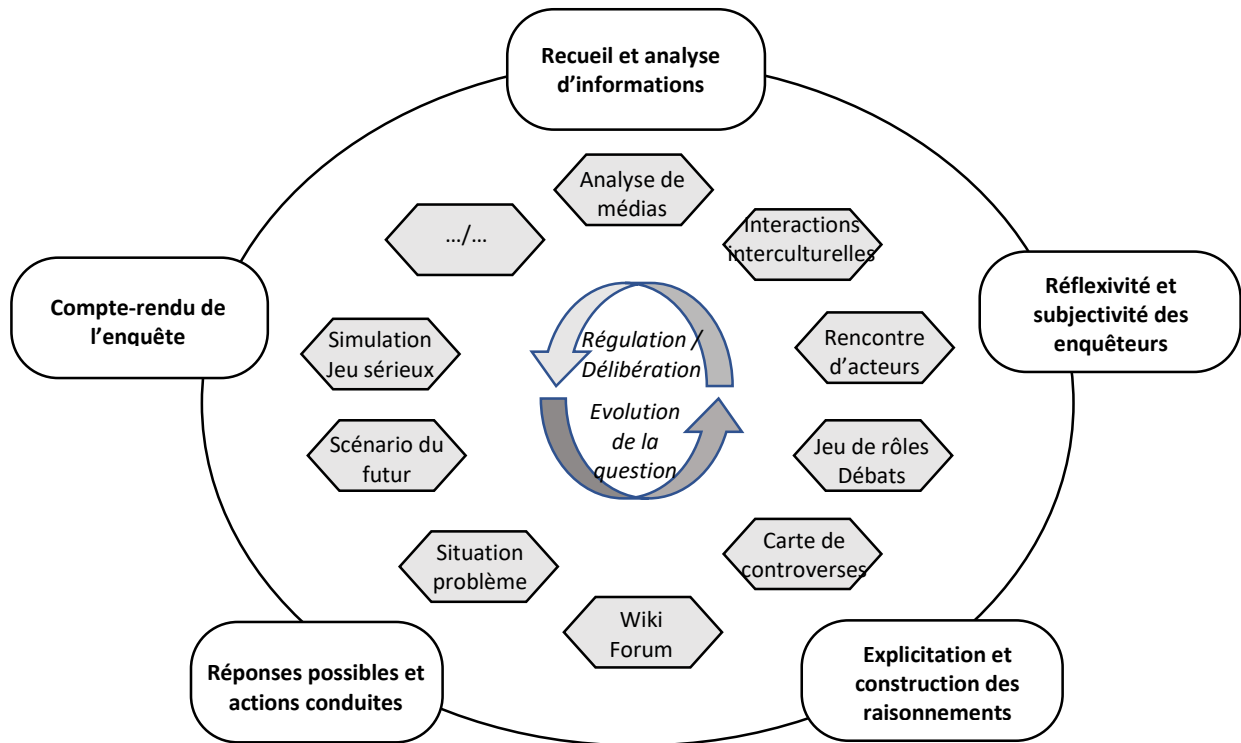 Recueil et analyse
d’informations
Analyse de
médias
…/…
Interactions
interculturelles
Compte-rendu de
l’enquête
Réflexivité et
subjectivité des
enquêteurs
Simulation
Jeu sérieux
Régulation /
Délibération
Rencontre
d’acteurs
Evolution
de la
question
Scénario du
futur
Jeu de rôles
Débats
Situation
problème
Carte de
controverses
Wiki
Forum
Réponses possibles et
actions conduites
Explicitation et
construction des
raisonnements